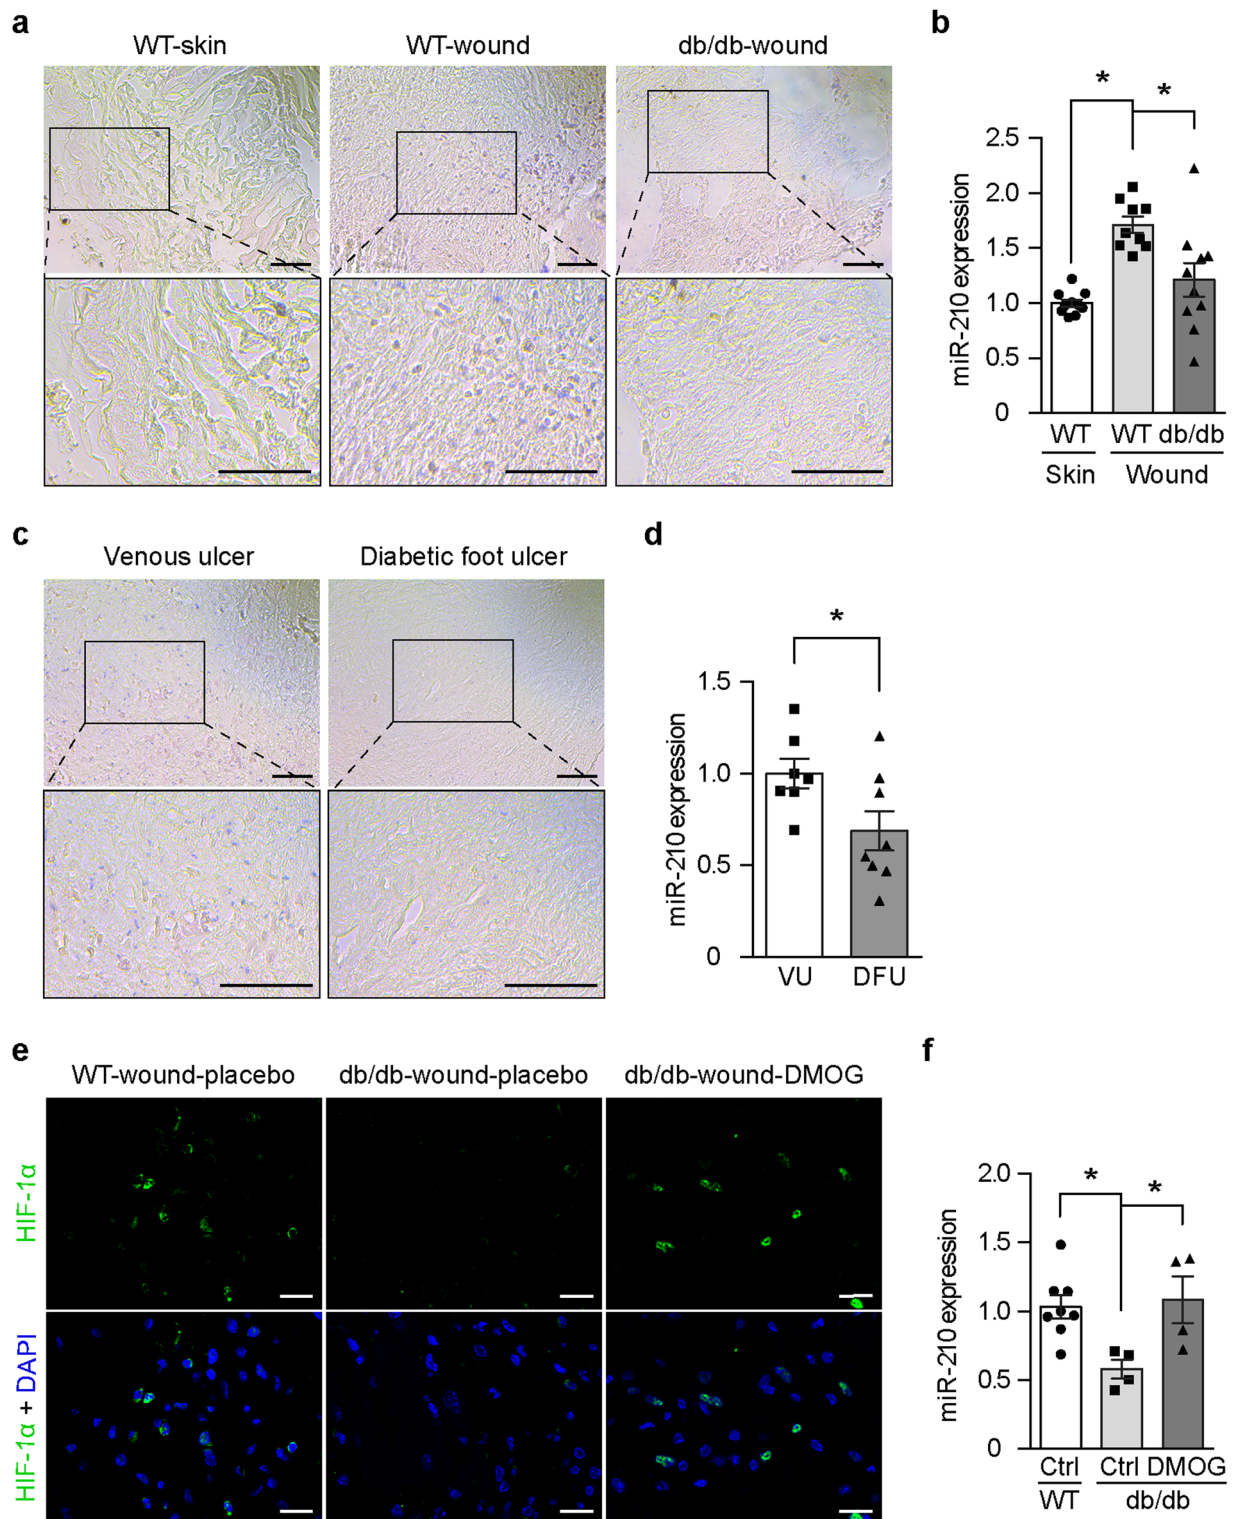 a
WT-skin
WT-wound
db/db-wound
b
*
*
miR-210 expression
2.5
2.0
1.5
1.0
0.5
0
WT
WT db/db
Skin
Wound
c
Venous ulcer
Diabetic foot ulcer
d
*
miR-210 expression
1.5
1.0
0.5
0
VU
DFU
e
WT-wound-placebo
db/db-wound-placebo
db/db-wound-DMOG
HIF-1α
HIF-1α + DAPI
f
*
*
miR-210 expression
2.0
1.5
1.0
0.5
0
Ctrl
Ctrl DMOG
WT
db/db